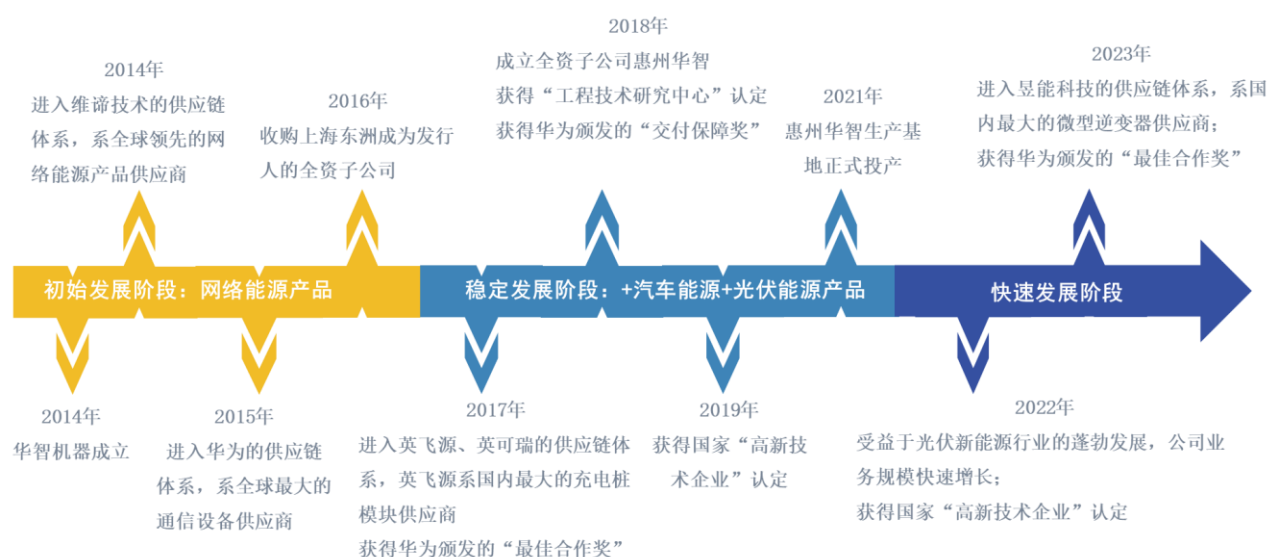 2014年
进入维谛技术的供应链
体系，系全球领先的网
络能源产品供应商
2016年
收购上海东洲成为发行
人的全资子公司
2018年
成立全资子公司惠州华智
获得“工程技术研究中心”认定
获得华为颁发的“交付保障奖”
2021年
惠州华智生产基
地正式投产
2023年
进入昱能科技的供应链体系，系国
内最大的微型逆变器供应商；
获得华为颁发的“最佳合作奖”
初始发展阶段：网络能源产品
稳定发展阶段：+汽车能源+光伏能源产品
快速发展阶段
2014年
华智机器成立
2015年
进入华为的供应链
体系，系全球最大的
通信设备供应商
2017年
进入英飞源、英可瑞的供应链体
系，英飞源系国内最大的充电桩
模块供应商
获得华为颁发的“最佳合作奖”
2019年
获得国家“高新技
术企业”认定
2022年
受益于光伏新能源行业的蓬勃发展，公司业
务规模快速增长；
获得国家“高新技术企业”认定